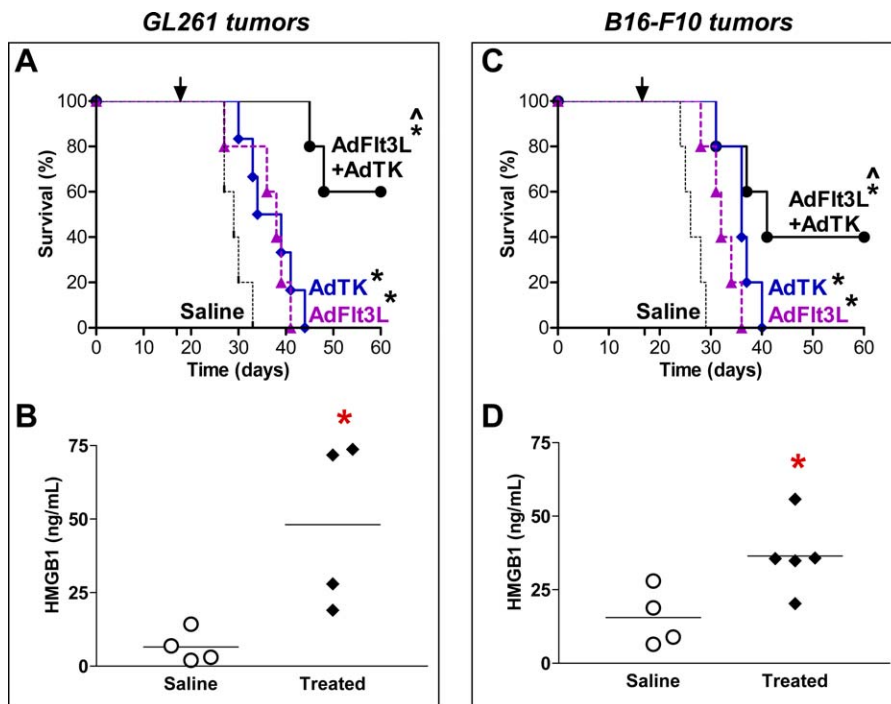 GL261 tumors
A
Survival (%)
100
80
60
40
20
0
AdFlt3L ^*
+AdTK
AdTK*
AdFlt3L*
Saline
0 10 20 30 40 50 60
Time (days)
B
HMGB1 (ng/mL)
75
50
25
0
*
Saline Treated
B16-F10 tumors
C
Survival (%)
100
80
60
40
20
0
AdFlt3L ^*
+AdTK
AdTK*
AdFlt3L*
Saline
0 10 20 30 40 50 60
Time (days)
D
HMGB1 (ng/mL)
75
50
25
0
*
Saline Treated